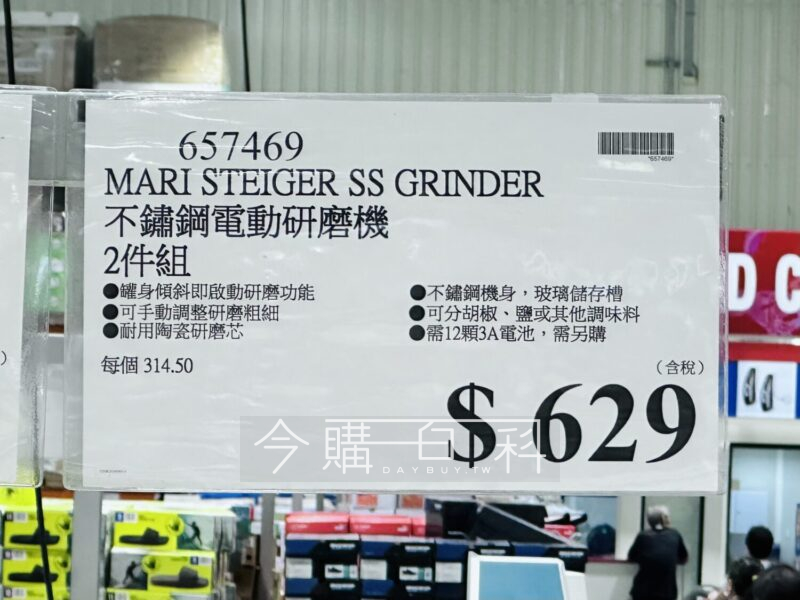 657469
*657469*
MARI STEIGER SS GRINDER
不鏽鋼電動研磨機
2件組
●罐身傾斜即啟動研磨功能
●可手動調整研磨粗細
●耐用陶瓷研磨芯
●不鏽鋼機身，玻璃儲存槽
●可分胡椒、鹽或其他調味料
●需12顆3A電池，需另購
每個 314.50
（含稅）
$ 629
今購百科
DAYBUY.TW
D C
）